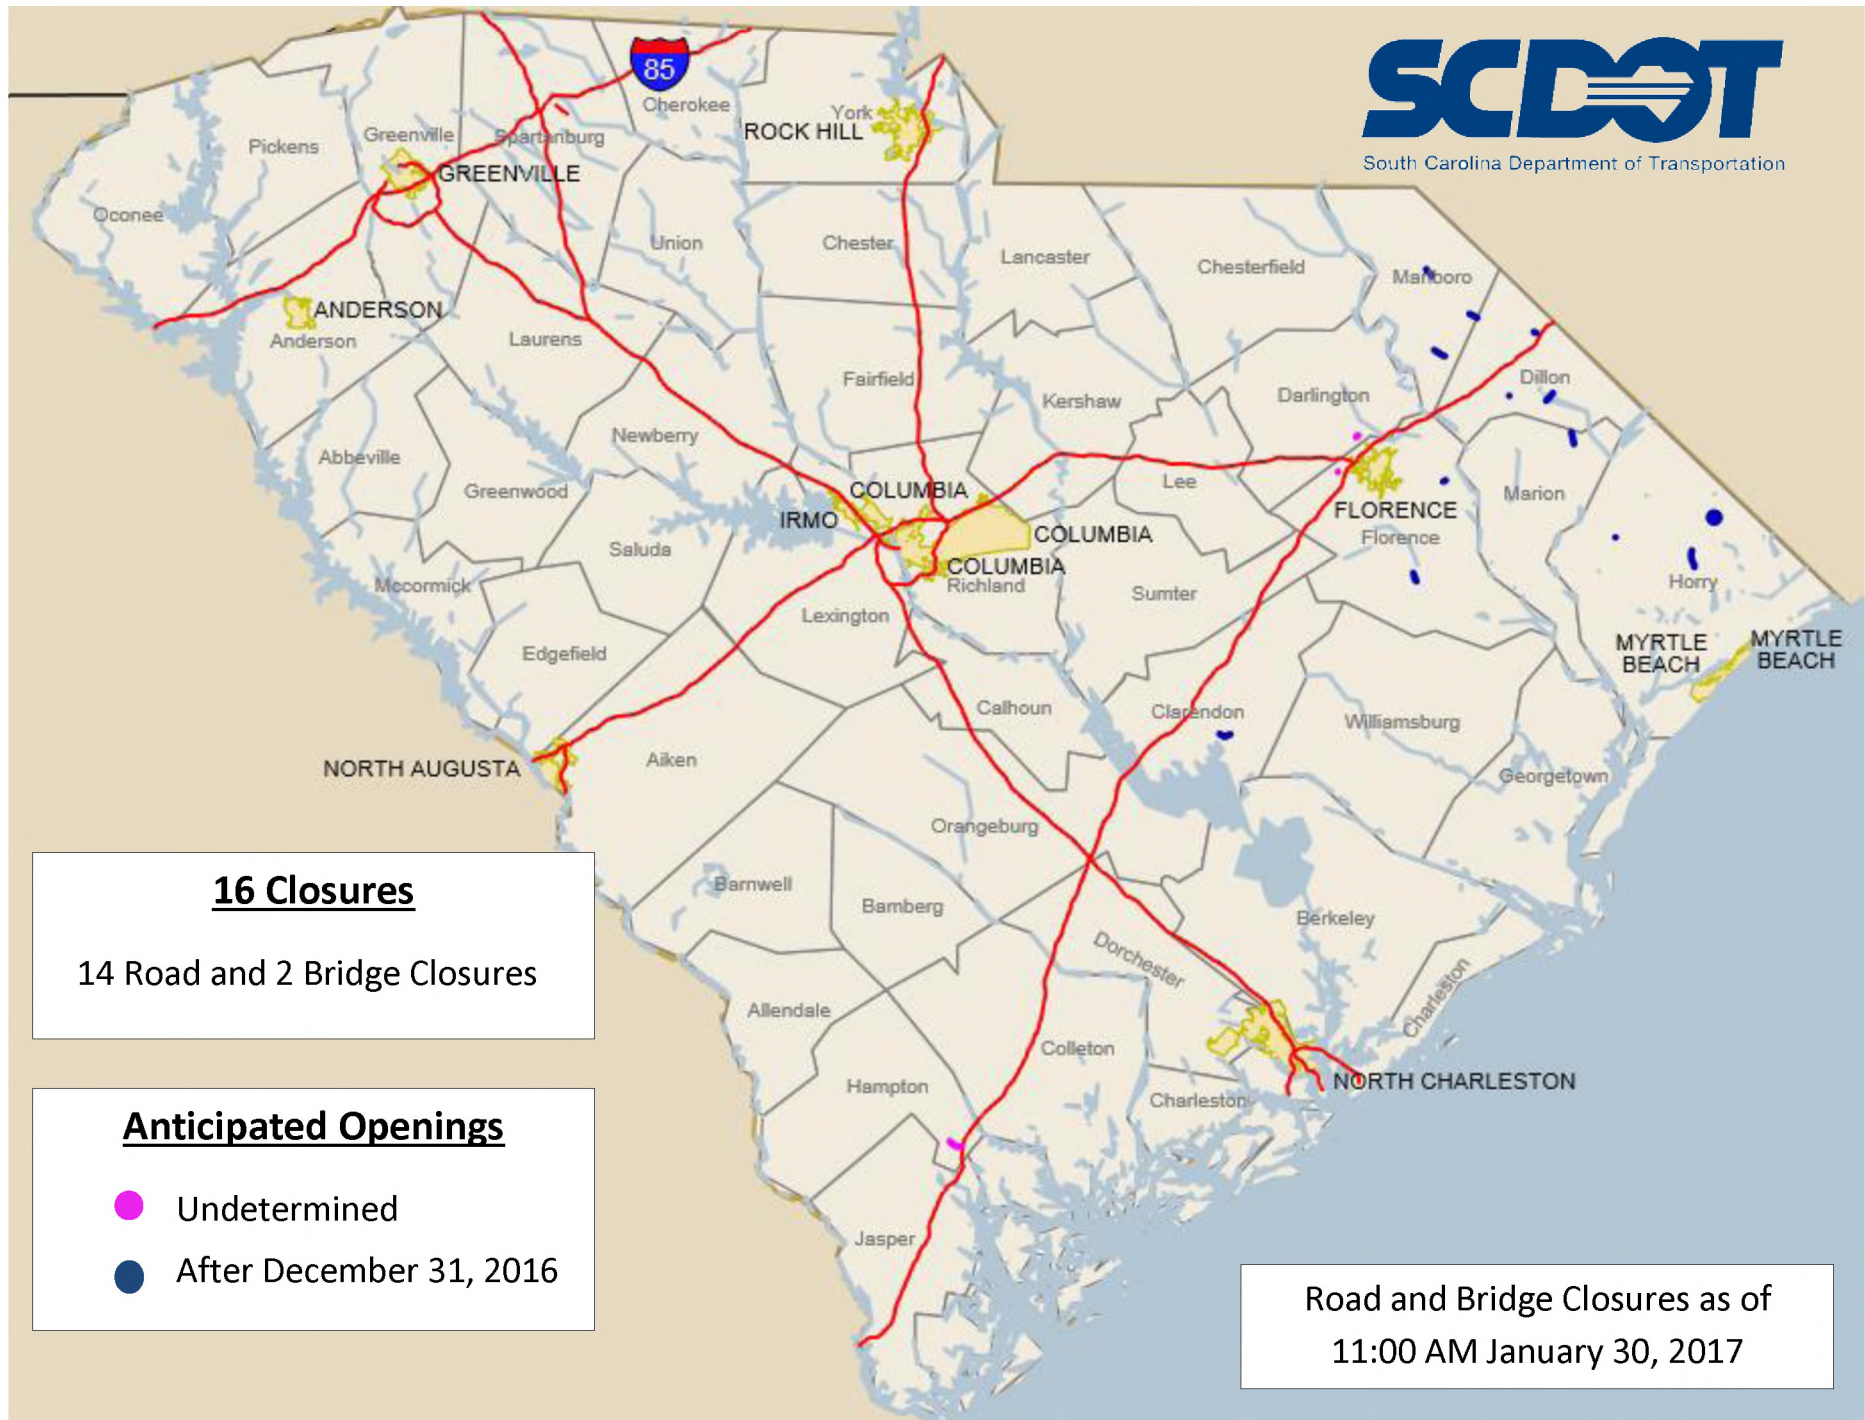 85
SCDOT
South Carolina Department of Transportation
Cherokee
York
ROCK HILL
Pickens
Greenville
Spartanburg
GREENVILLE
Oconee
Union
Chester
Lancaster
Chesterfield
Marlboro
ANDERSON
Anderson
Laurens
Fairfield
Kershaw
Darlington
Dillon
Newberry
Abbeville
Greenwood
COLUMBIA
Lee
Marion
IRMO
FLORENCE
COLUMBIA
Florence
Saluda
COLUMBIA
Richland
Mccormick
Sumter
Horry
Lexington
Edgefield
MYRTLE
BEACH
MYRTLE
BEACH
Calhoun
Clarendon
Williamsburg
NORTH AUGUSTA
Aiken
Georgetown
Orangeburg
Barnwell
Bamberg
Berkeley
Dorchester
Charleston
Allendale
Colleton
Hampton
NORTH CHARLESTON
Charleston
Jasper
16 Closures
14 Road and 2 Bridge Closures
Anticipated Openings
Undetermined
After December 31, 2016
Road and Bridge Closures as of
11:00 AM January 30, 2017